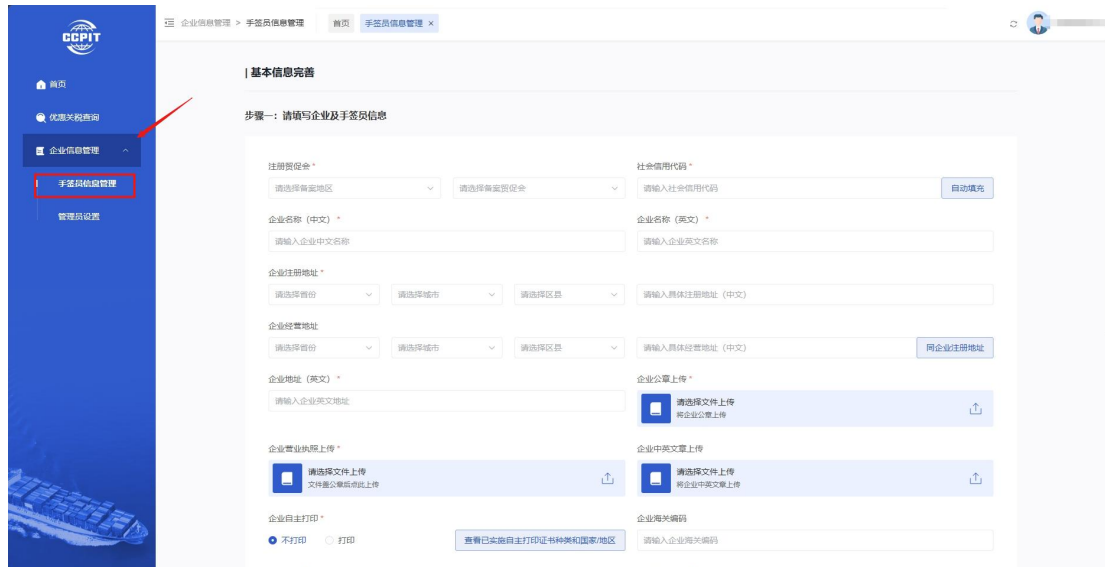 CCPIT
企业信息管理 > 手签员信息管理 首页 手签员信息管理 ×
首页
优惠关税查询
企业信息管理
手签员信息管理
管理员设置
基本信息完善
步骤一：请填写企业及手签员信息
注册贸促会* 社会信用代码*
请选择备案地区 请选择备案贸促会 请输入社会信用代码 自动填充
企业名称（中文）* 企业名称（英文）*
请输入企业中文名称 请输入企业英文名称
企业注册地址*
请选择省份 请选择城市 请选择区县 请输入具体注册地址（中文）
企业经营地址
请选择省份 请选择城市 请选择区县 请输入具体经营地址（中文） 同企业注册地址
企业地址（英文）* 企业公章上传*
请输入企业英文地址 请选择文件上传
将企业公章上传
企业营业执照上传* 企业中英文章上传
请选择文件上传 请选择文件上传
文件盖公章后点此上传 将企业中英文章上传
企业自主打印* 企业海关编码
不打印 打印 查看已实施自主打印证书种类和国家/地区 请输入企业海关编码